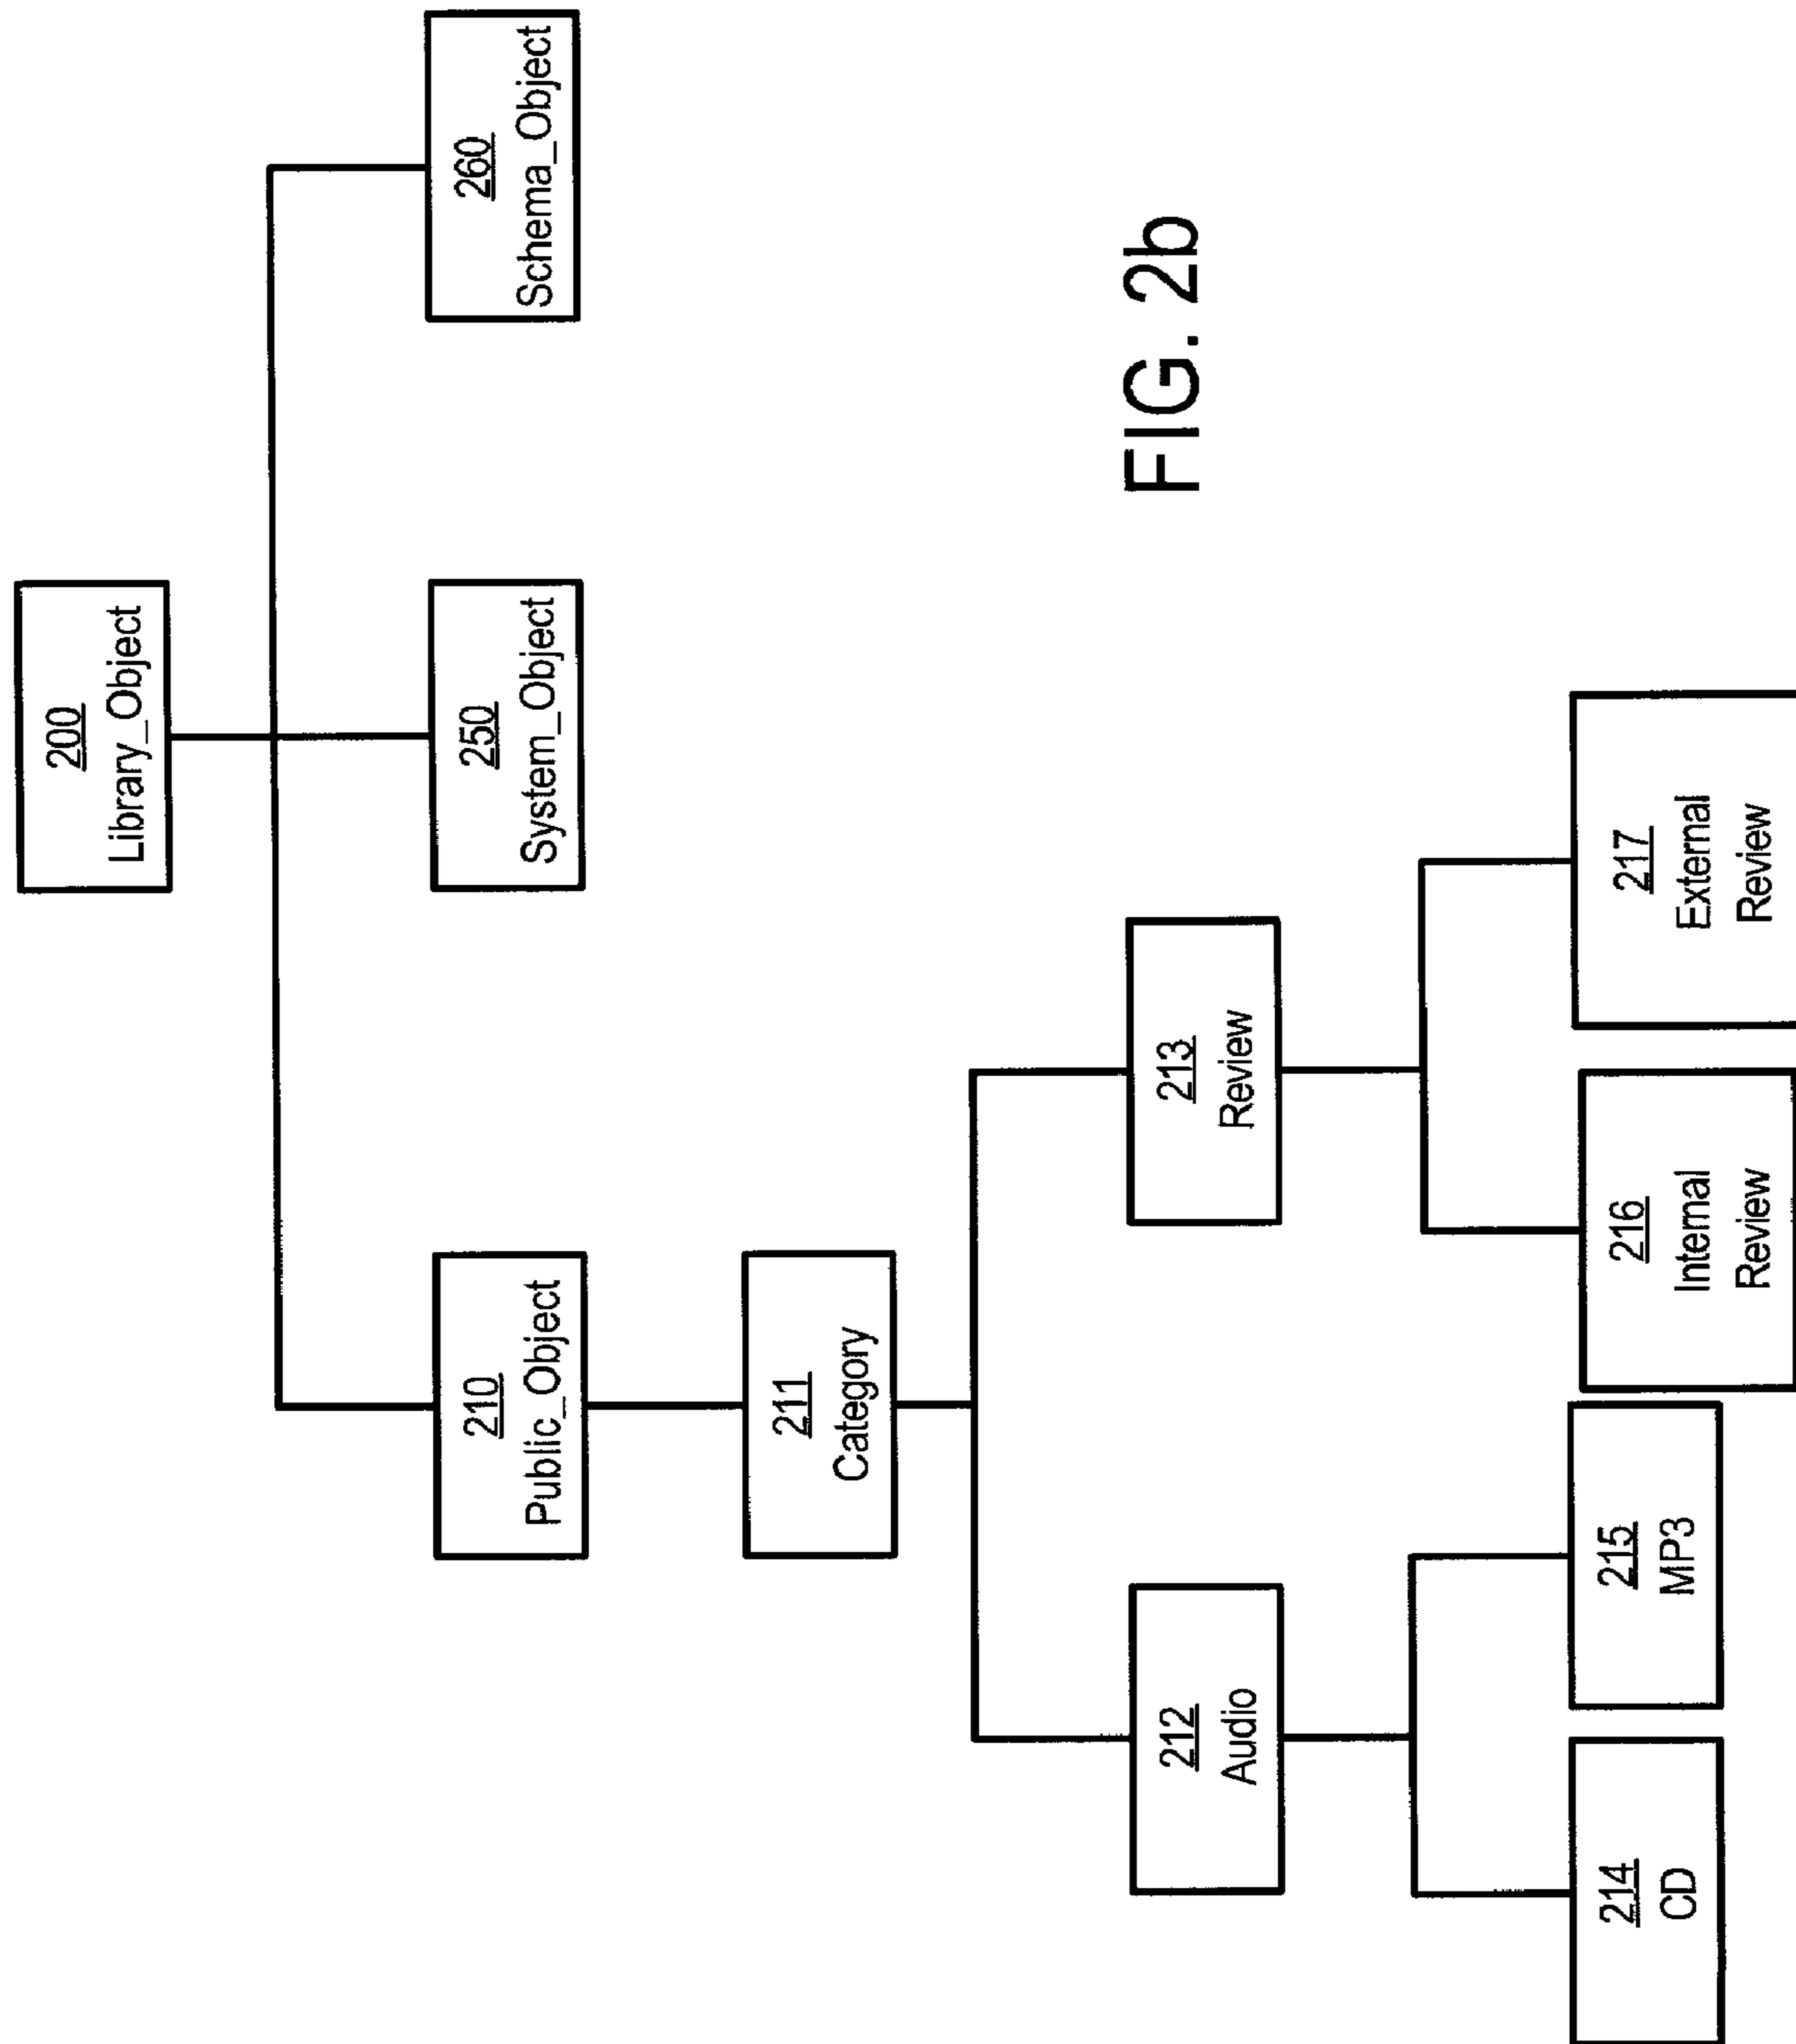 200
Library_Object
210
Public_Object
250
System_Object
260
Schema_Object
211
Category
212
Audio
213
Review
214
CD
215
MP3
216
Internal
Review
217
External
Review
FIG. 2b